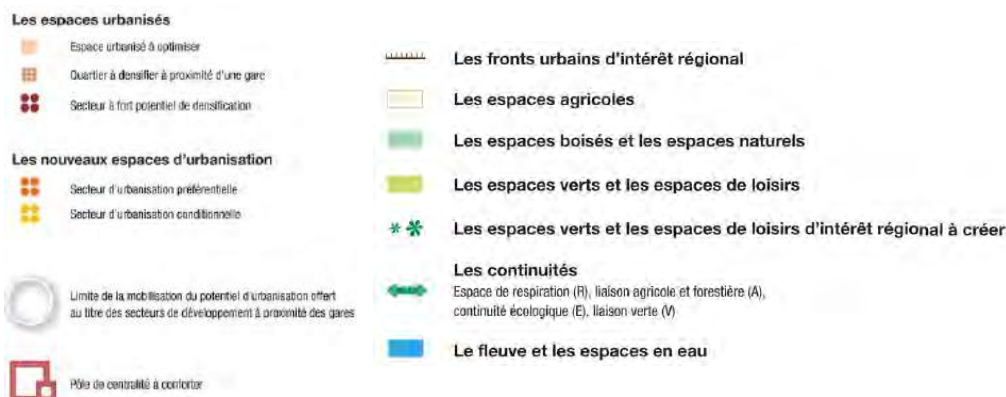 Les espaces urbanisés
Espace urbanisé à optimiser
Quartier à densifier à proximité d'une gare
Secteur à fort potentiel de densification
Les nouveaux espaces d'urbanisation
Secteur d'urbanisation préférentielle
Secteur d'urbanisation conditionnelle
Limite de la mobilisation du potentiel d'urbanisation offert
au titre des secteurs de développement à proximité des gares
Pôle de centralité à conforter
Les fronts urbains d'intérêt régional
Les espaces agricoles
Les espaces boisés et les espaces naturels
Les espaces verts et les espaces de loisirs
Les espaces verts et les espaces de loisirs d'intérêt régional à créer
Les continuités
Espace de respiration (R), liaison agricole et forestière (A),
continuité écologique (E), liaison verte (V)
Le fleuve et les espaces en eau